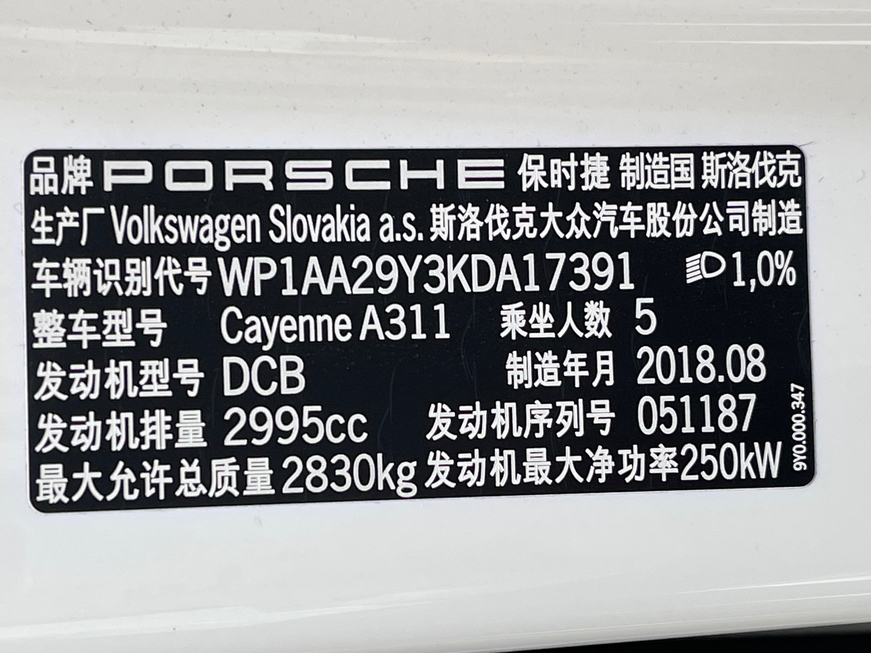 品牌 PORSCHE 保时捷 制造国 斯洛伐克
生产厂 Volkswagen Slovakia a.s. 斯洛伐克大众汽车股份公司制造
车辆识别代号 WP1AA29Y3KDA17391 1,0%
整车型号 Cayenne A311 乘坐人数 5
发动机型号 DCB 制造年月 2018.08
发动机排量 2995cc 发动机序列号 051187
最大允许总质量 2830kg 发动机最大净功率 250kW
9Y0.000.347